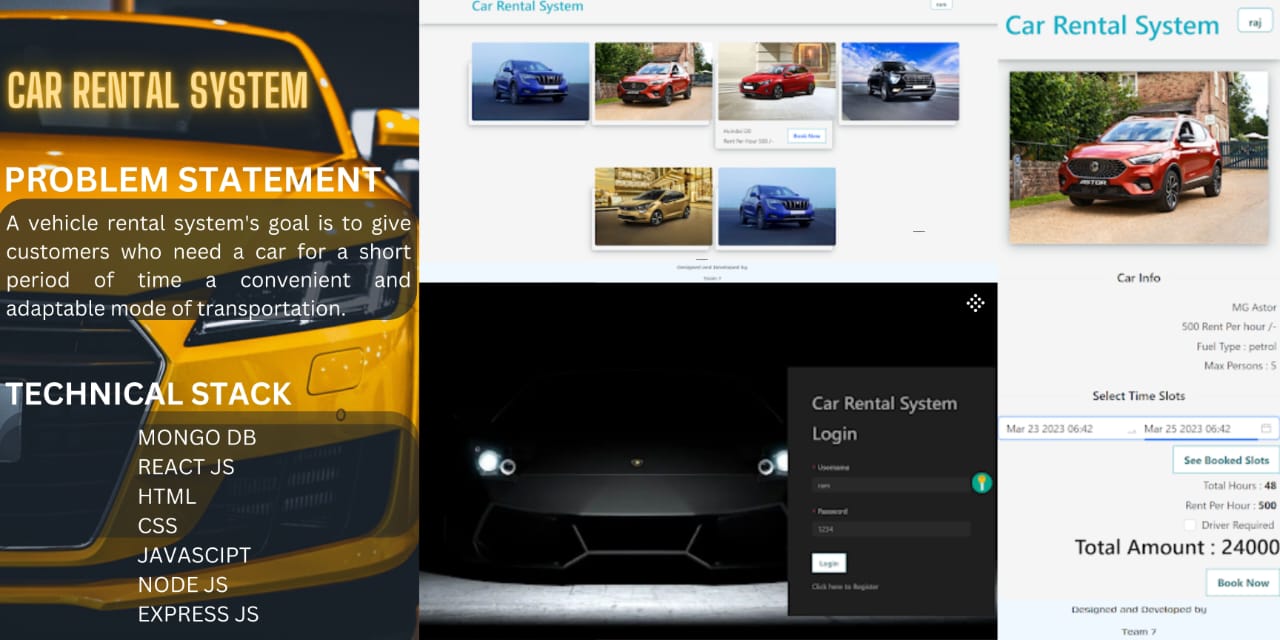 CAR RENTAL SYSTEM
PROBLEM STATEMENT
A vehicle rental system's goal is to give
customers who need a car for a short
period of time a convenient and
adaptable mode of transportation.
TECHNICAL STACK
MONGO DB
REACT JS
HTML
CSS
JAVASCIPT
NODE JS
EXPRESS JS
Car Rental System
ram
Rent Per Hour 500 /-
Book Now
Designed and Developed by
Team 7
Car Rental System
Login
* Username
ram
* Password
1234
Login
Click here to Register
Car Rental System
raj
ASTOR
Car Info
MG Astor
500 Rent Per hour /-
Fuel Type : petrol
Max Persons : 5
Select Time Slots
Mar 23 2023 06:42 → Mar 25 2023 06:42
See Booked Slots
Total Hours : 48
Rent Per Hour : 500
Driver Required
Total Amount : 24000
Book Now
Designed and Developed by
Team 7